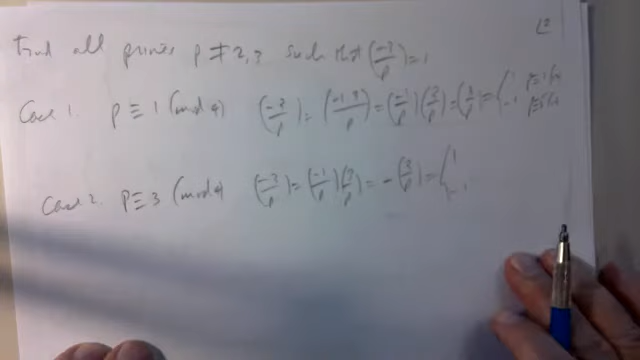 Find all primes p ≠ 2, 3 such that (-3/p) = 1
Case 1. p ≡ 1 (mod 4) (-3/p) = (-1·3/p) = (-1/p)(3/p) = (3/p) = { 1 p ≡ 1
-1
Case 2. p ≡ 3 (mod 4) (-3/p) = (-1/p)(3/p) = -(3/p) = { 1
-1